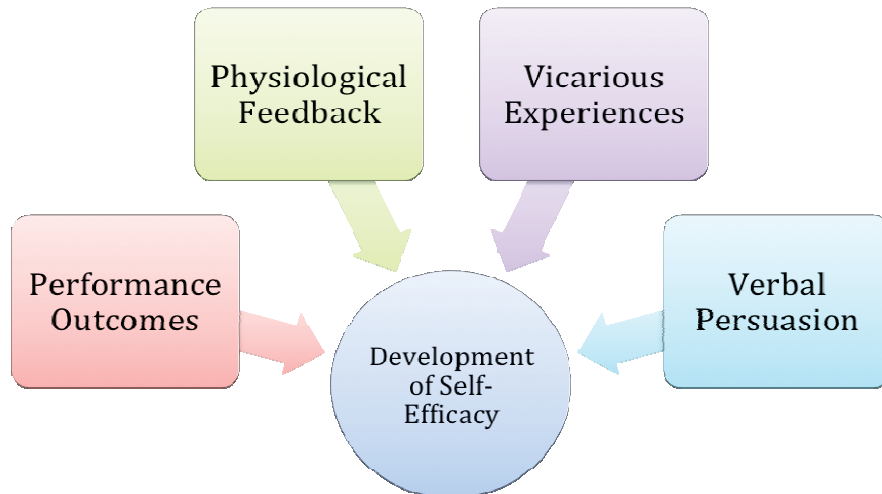 Physiological
Feedback
Vicarious
Experiences
Performance
Outcomes
Verbal
Persuasion
Development
of Self-
Efficacy